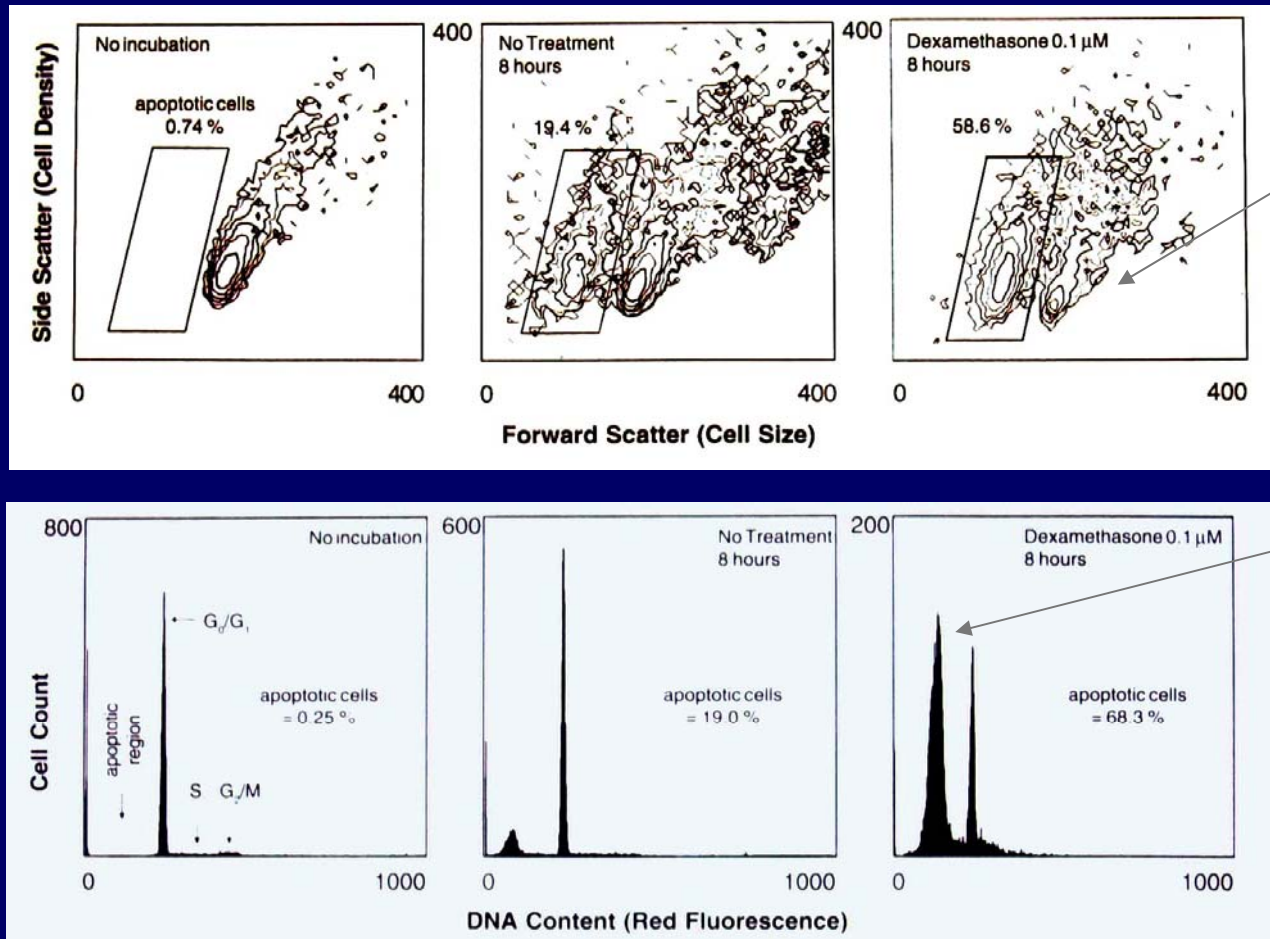 Side Scatter (Cell Density)
No incubation
apoptotic cells
0.74 %
0
400
400
No Treatment
8 hours
19.4 %
0
400
400
Dexamethasone 0.1 µM
8 hours
58.6 %
0
400
Forward Scatter (Cell Size)
Cell Count
800
No incubation
G0/G1
apoptotic cells
= 0.25 %
apoptotic
region
S
G2/M
0
1000
600
No Treatment
8 hours
apoptotic cells
= 19.0 %
0
1000
200
Dexamethasone 0.1 µM
8 hours
apoptotic cells
= 68.3 %
0
1000
DNA Content (Red Fluorescence)